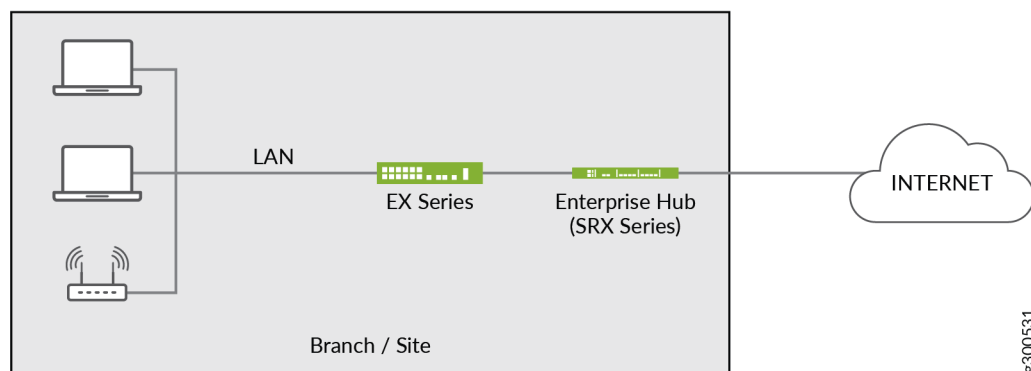 LAN
EX Series
Enterprise Hub
(SRX Series)
INTERNET
Branch / Site
g300531